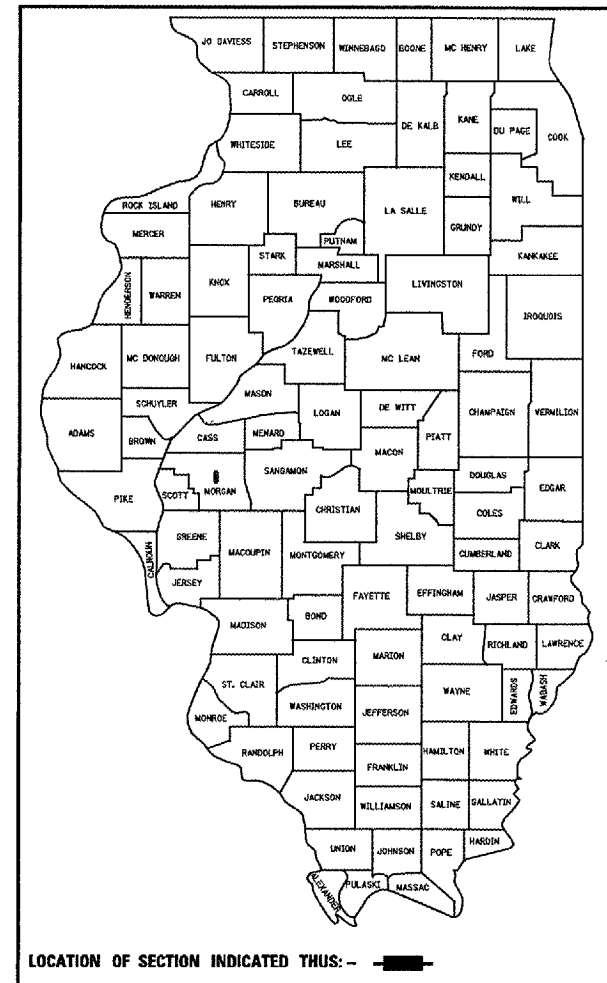 JO DAVIESS
STEPHENSON
WINNEBAGO
BOONE
MC HENRY
LAKE
CARROLL
OGLE
DE KALB
KANE
DU PAGE
COOK
WHITESIDE
LEE
KENDALL
WILL
ROCK ISLAND
HENRY
BUREAU
LA SALLE
GRUNDY
MERCER
PUTNAM
KANKAKEE
STARK
MARSHALL
HENDERSON
WARREN
KNOX
PEORIA
WOODFORD
LIVINGSTON
IROQUOIS
HANCOCK
MC DONOUGH
FULTON
TAZEWELL
MC LEAN
FORD
MASON
SCHUYLER
LOGAN
DE WITT
CHAMPAIGN
VERMILION
ADAMS
BROWN
CASS
MENARD
MACON
PIATT
PIKE
SCOTT
MORGAN
SANGAMON
CHRISTIAN
MOULTRIE
DOUGLAS
EDGAR
COLES
GREENE
MACOUPIN
MONTGOMERY
SHELBY
CUMBERLAND
CLARK
CALHOUN
JERSEY
FAYETTE
EFFINGHAM
JASPER
CRAWFORD
MADISON
BOND
CLAY
RICHLAND
LAWRENCE
CLINTON
MARION
ST. CLAIR
WAYNE
EDWARDS
WABASH
WASHINGTON
JEFFERSON
MONROE
RANDOLPH
PERRY
HAMILTON
WHITE
FRANKLIN
JACKSON
WILLIAMSON
SALINE
GALLATIN
UNION
JOHNSON
POPE
HARDIN
ALEXANDER
PULASKI
MASSAC
LOCATION OF SECTION INDICATED THUS: -